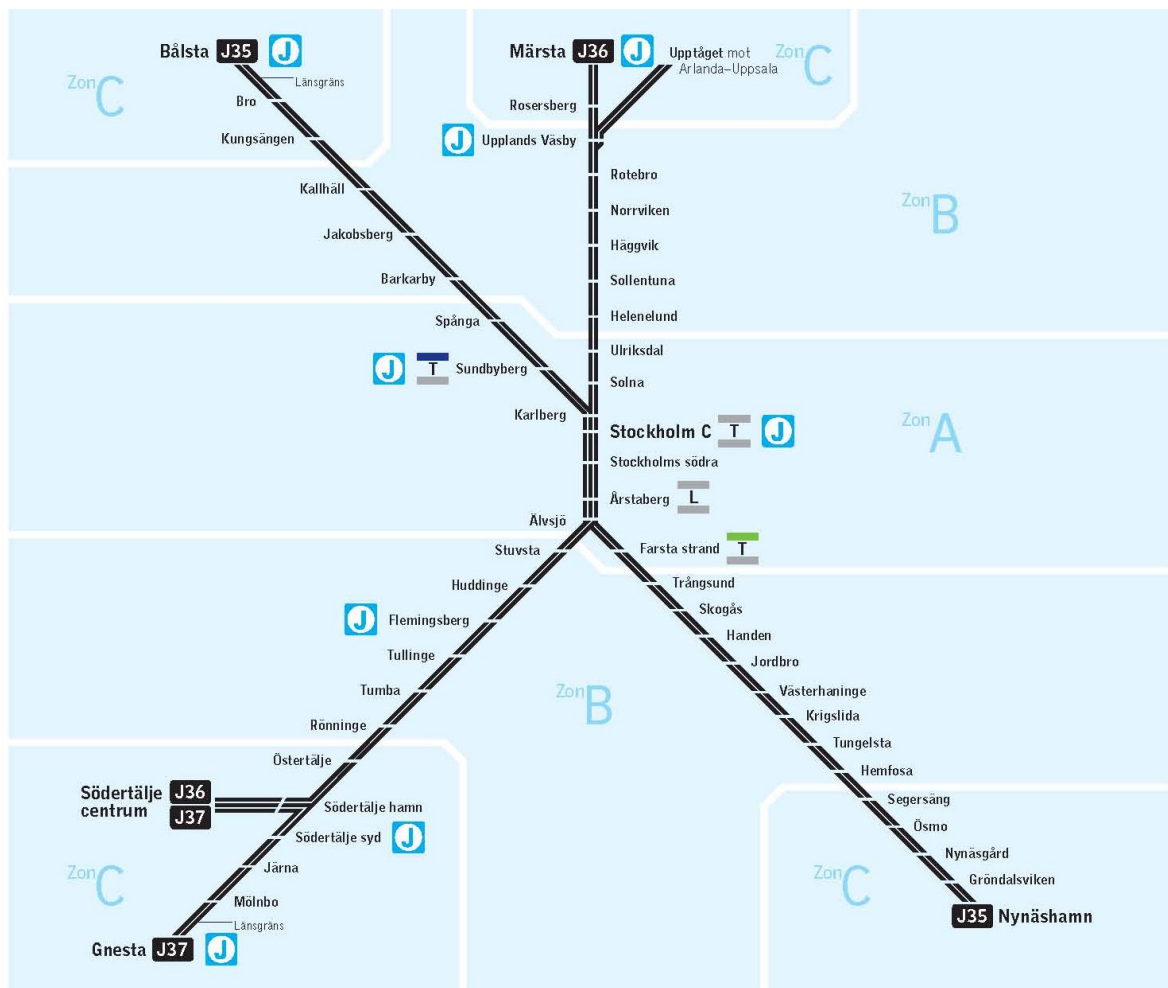 Bålsta J35 J
Länsgräns
Zon C
Bro
Kungsängen
Kallhäll
Jakobsberg
Barkarby
Spånga
J T Sundbyberg
Karlberg
Märsta J36 J
Upptåget mot
Arlanda–Uppsala
Zon C
Rosersberg
J Upplands Väsby
Rotebro
Norrviken
Zon B
Häggvik
Sollentuna
Helenelund
Ulriksdal
Solna
Stockholm C T J
Zon A
Stockholms södra
Årstaberg L
Älvsjö
Stuvsta
Huddinge
J Flemingsberg
Tullinge
Tumba
Rönninge
Östertälje
Södertälje
centrum
J36
J37
Södertälje hamn
Södertälje syd J
Järna
Zon C
Mölnbo
Länsgräns
Gnesta J37 J
Farsta strand T
Trångsund
Skogås
Handen
Jordbro
Zon B
Västerhaninge
Krigslida
Tungelsta
Hemfosa
Segersäng
Ösmo
Nynäsgård
Gröndalsviken
Zon C
J35 Nynäshamn